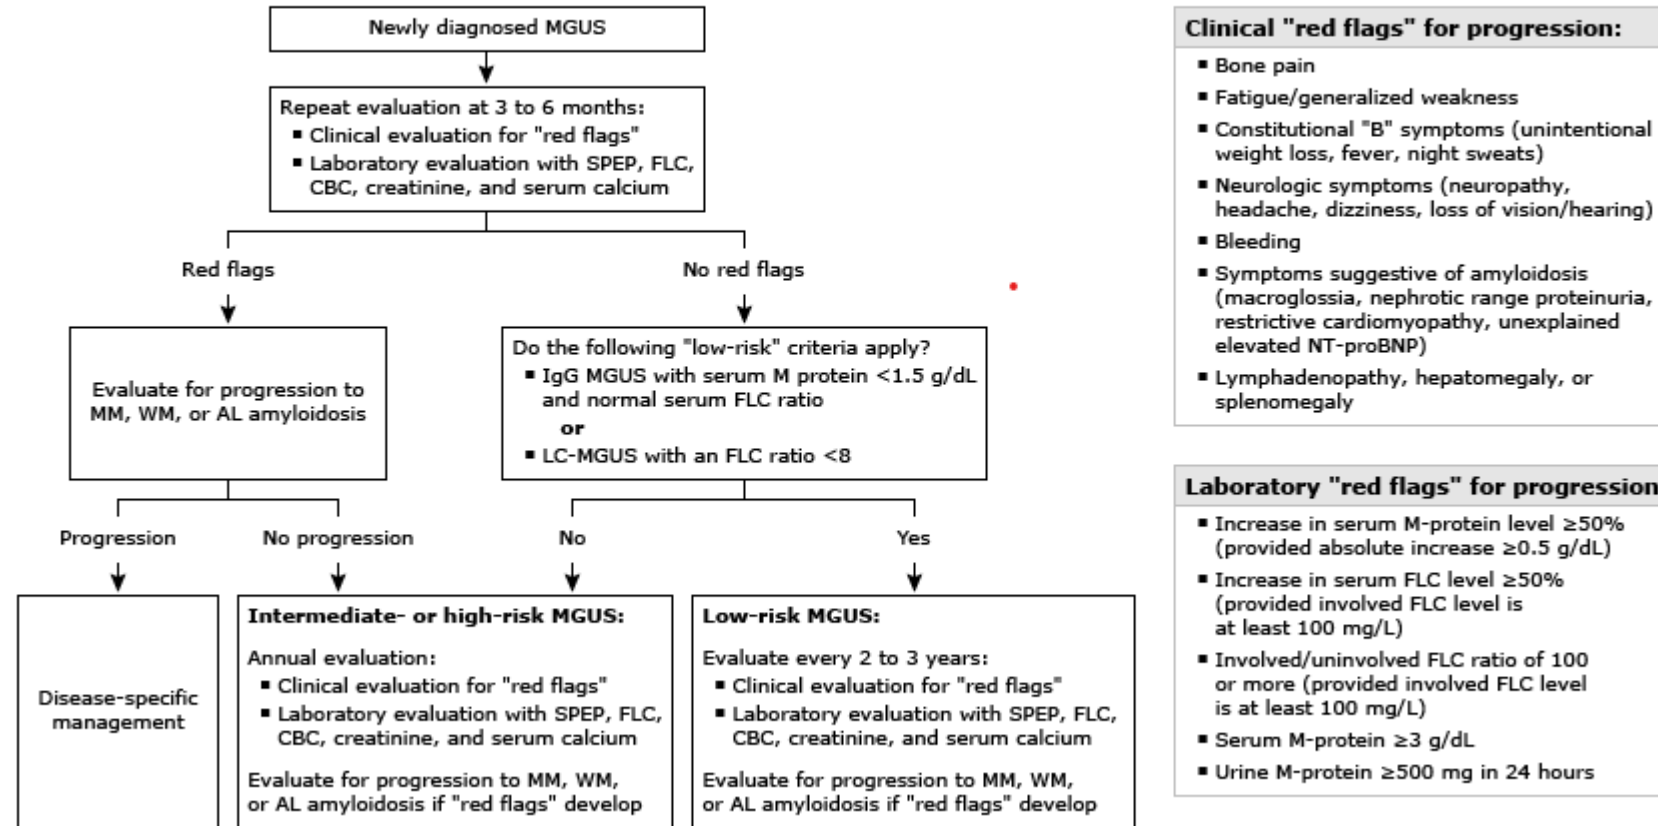 Newly diagnosed MGUS
Repeat evaluation at 3 to 6 months:
▪ Clinical evaluation for "red flags"
▪ Laboratory evaluation with SPEP, FLC,
CBC, creatinine, and serum calcium
Red flags
No red flags
Evaluate for progression to
MM, WM, or AL amyloidosis
Do the following "low-risk" criteria apply?
▪ IgG MGUS with serum M protein <1.5 g/dL
and normal serum FLC ratio
or
▪ LC-MGUS with an FLC ratio <8
Progression
No progression
No
Yes
Disease-specific
management
Intermediate- or high-risk MGUS:
Annual evaluation:
▪ Clinical evaluation for "red flags"
▪ Laboratory evaluation with SPEP, FLC,
CBC, creatinine, and serum calcium
Evaluate for progression to MM, WM,
or AL amyloidosis if "red flags" develop
Low-risk MGUS:
Evaluate every 2 to 3 years:
▪ Clinical evaluation for "red flags"
▪ Laboratory evaluation with SPEP, FLC,
CBC, creatinine, and serum calcium
Evaluate for progression to MM, WM,
or AL amyloidosis if "red flags" develop
Clinical "red flags" for progression:
▪ Bone pain
▪ Fatigue/generalized weakness
▪ Constitutional "B" symptoms (unintentional
weight loss, fever, night sweats)
▪ Neurologic symptoms (neuropathy,
headache, dizziness, loss of vision/hearing)
▪ Bleeding
▪ Symptoms suggestive of amyloidosis
(macroglossia, nephrotic range proteinuria,
restrictive cardiomyopathy, unexplained
elevated NT-proBNP)
▪ Lymphadenopathy, hepatomegaly, or
splenomegaly
Laboratory "red flags" for progression
▪ Increase in serum M-protein level ≥50%
(provided absolute increase ≥0.5 g/dL)
▪ Increase in serum FLC level ≥50%
(provided involved FLC level is
at least 100 mg/L)
▪ Involved/uninvolved FLC ratio of 100
or more (provided involved FLC level
is at least 100 mg/L)
▪ Serum M-protein ≥3 g/dL
▪ Urine M-protein ≥500 mg in 24 hours